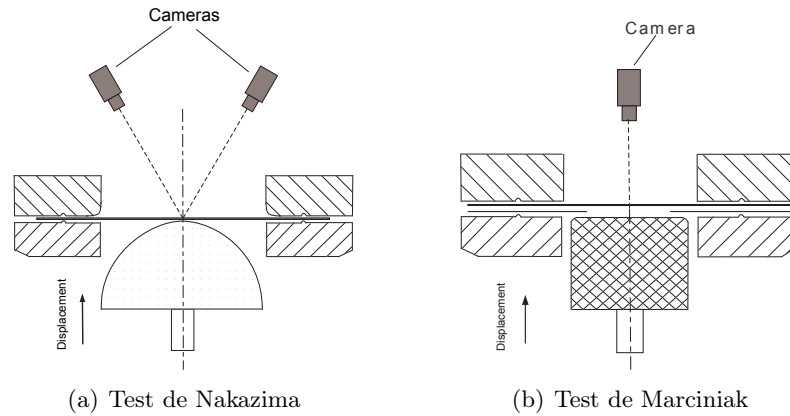 Cameras
Camera
Displacement
Displacement
(a) Test de Nakazima
(b) Test de Marciniak